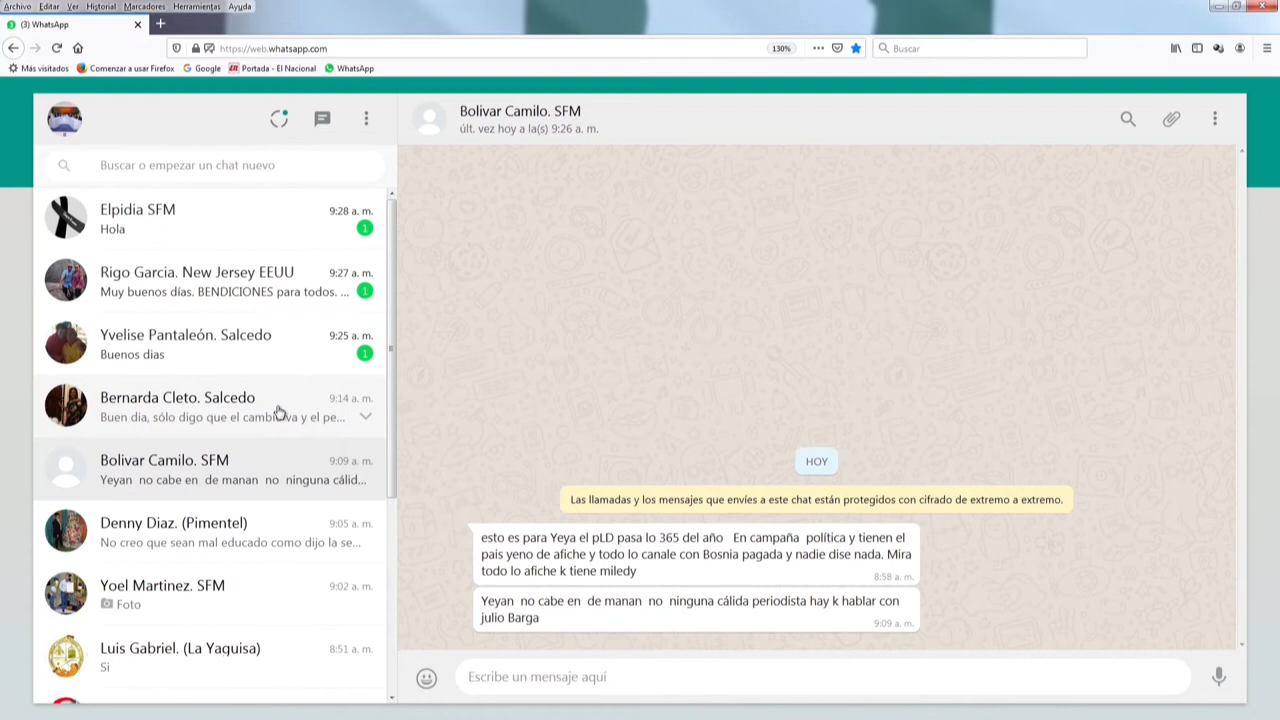 Archivo Editar Ver Historial Marcadores Herramientas Ayuda
(3) WhatsApp
https://web.whatsapp.com
130%
Buscar
Más visitados Comenzar a usar Firefox Google Portada - El Nacional WhatsApp
Buscar o empezar un chat nuevo
Elpidia SFM 9:28 a. m.
Hola 1
Rigo Garcia. New Jersey EEUU 9:27 a. m.
Muy buenos días. BENDICIONES para todos. ... 1
Yvelise Pantaleón. Salcedo 9:25 a. m.
Buenos dias 1
Bernarda Cleto. Salcedo 9:14 a. m.
Buen dia, sólo digo que el va y el pe...
Bolivar Camilo. SFM 9:09 a. m.
Yeyan no cabe en de manan no ninguna cálid...
Denny Diaz. (Pimentel) 9:05 a. m.
No creo que sean mal educado como dijo la se...
Yoel Martinez. SFM 9:02 a. m.
Foto
Luis Gabriel. (La Yaguisa) 8:51 a. m.
Si
Bolivar Camilo. SFM
últ. vez hoy a la(s) 9:26 a. m.
HOY
Las llamadas y los mensajes que envíes a este chat están protegidos con cifrado de extremo a extremo.
esto es para Yeya el pLD pasa lo 365 del año En campaña política y tienen el
pais yeno de afiche y todo lo canale con Bosnia pagada y nadie dise nada. Mira
todo lo afiche k tiene miledy
8:58 a. m.
Yeyan no cabe en de manan no ninguna cálida periodista hay k hablar con
julio Barga
9:09 a. m.
Escribe un mensaje aquí